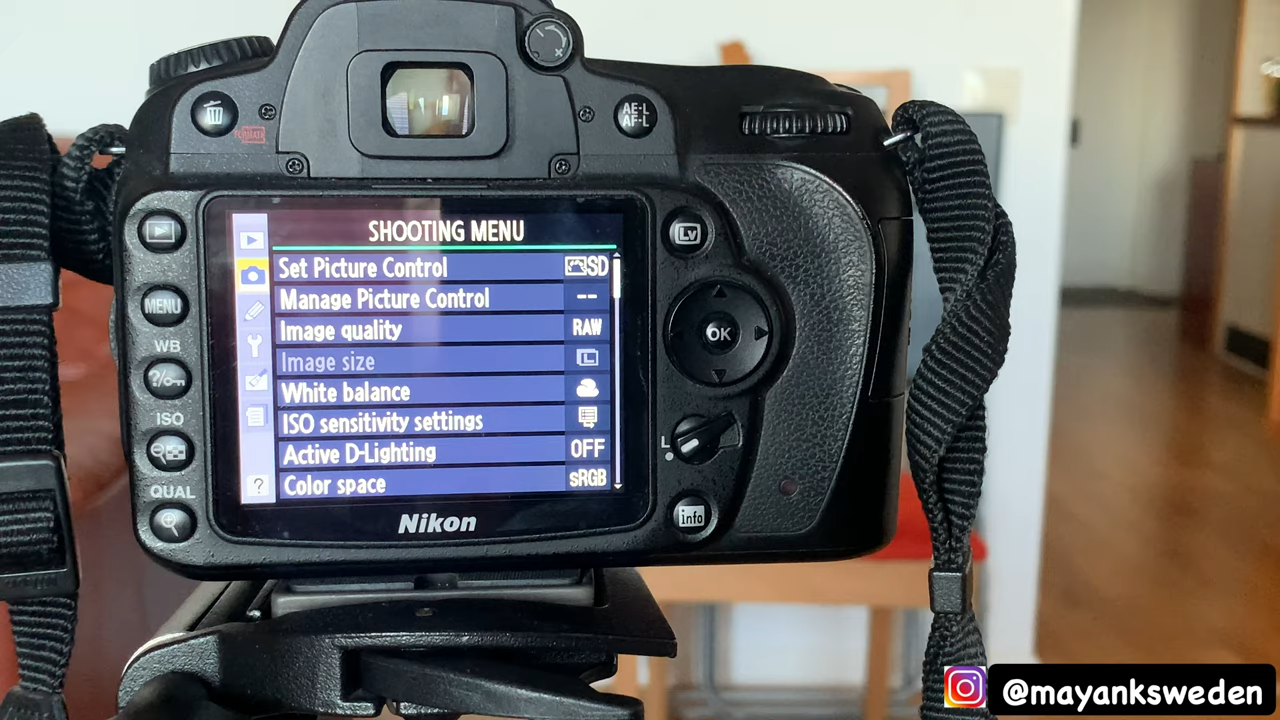 AE-L
AF-L
FORMAT
SHOOTING MENU
Set Picture Control SD
Manage Picture Control --
Image quality RAW
Image size L
White balance
ISO sensitivity settings
Active D-Lighting OFF
Color space sRGB
?
Nikon
MENU
WB
?/
ISO
QUAL
Lv
OK
L
info
@mayanksweden